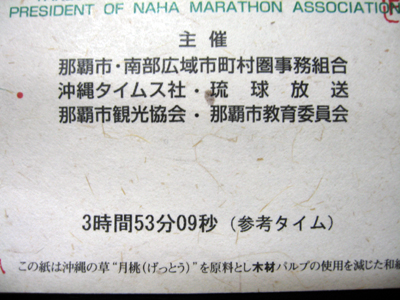 PRESIDENT OF NAHA MARATHON ASSOCIATION
主 催
那覇市・南部広域市町村圏事務組合
沖縄タイムス社・琉球放送
那覇市観光協会・那覇市教育委員会
3時間53分09秒 (参考タイム)
この紙は沖縄の草"月桃(げっとう)"を原料とし木材パルプの使用を減じた和紙